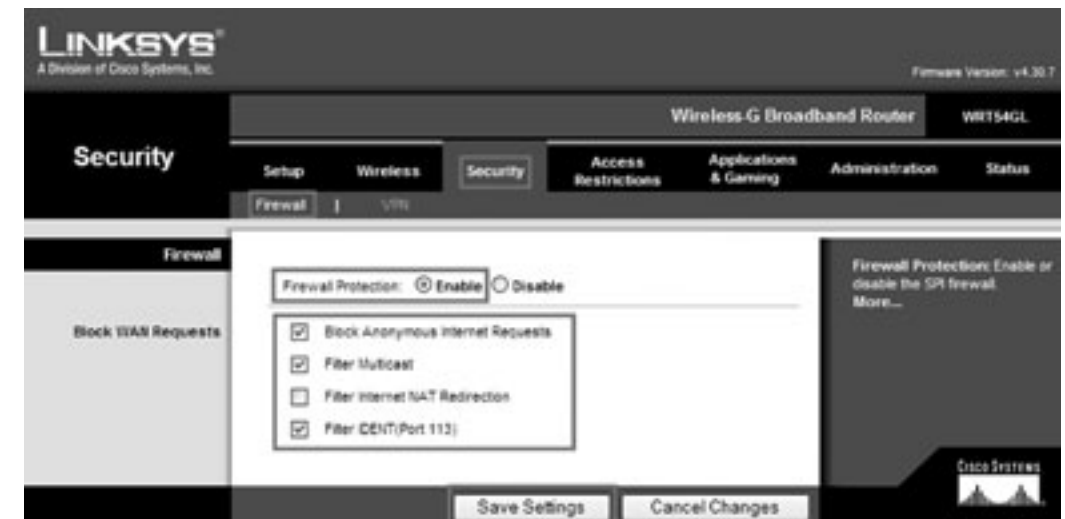 LINKSYS®
A Division of Cisco Systems, Inc.
Firmware Version: v4.30.7
Wireless-G Broadband Router WRT54GL
Security
Setup Wireless Security Access Restrictions Applications & Gaming Administration Status
Firewall | VPN
Firewall
Firewall Protection: Enable Disable
Block WAN Requests
Block Anonymous Internet Requests
Filter Multicast
Filter Internet NAT Redirection
Filter IDENT(Port 113)
Firewall Protection: Enable or
disable the SPI firewall.
More...
CISCO SYSTEMS
Save Settings Cancel Changes